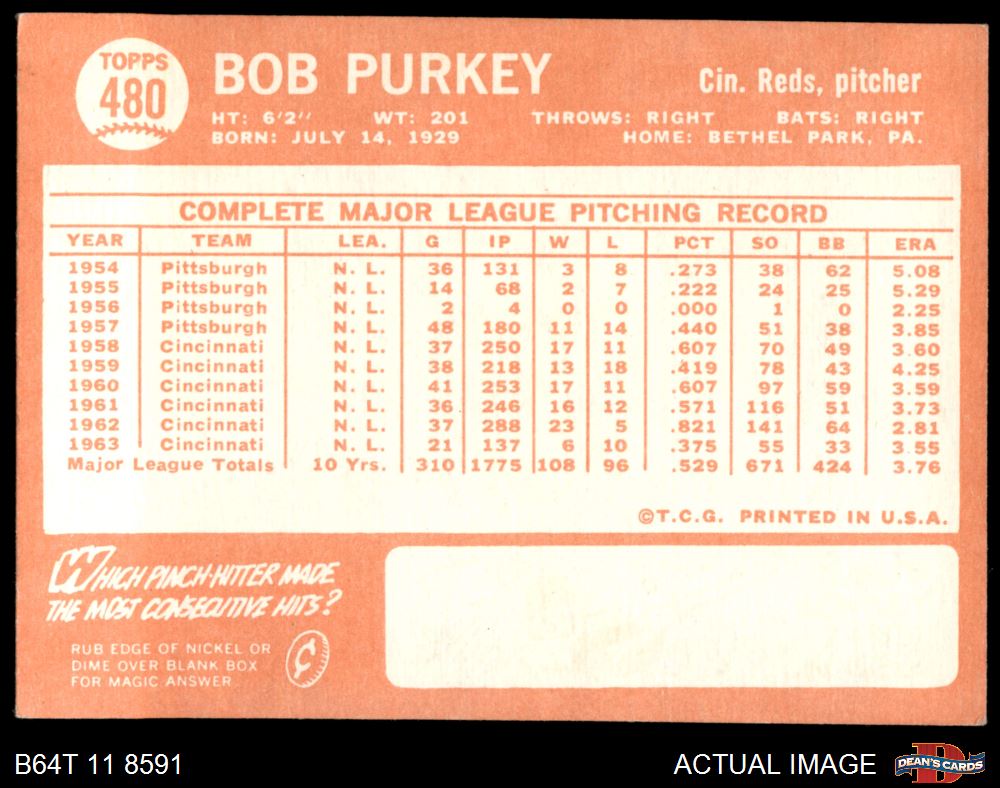 TOPPS
480
BOB PURKEY
Cin. Reds, pitcher
HT: 6'2" WT: 201 THROWS: RIGHT BATS: RIGHT
BORN: JULY 14, 1929 HOME: BETHEL PARK, PA.
COMPLETE MAJOR LEAGUE PITCHING RECORD
YEAR TEAM LEA. G IP W L PCT SO BB ERA
1954 Pittsburgh N. L. 36 131 3 8 .273 38 62 5.08
1955 Pittsburgh N. L. 14 68 2 7 .222 24 25 5.29
1956 Pittsburgh N. L. 2 4 0 0 .000 1 0 2.25
1957 Pittsburgh N. L. 48 180 11 14 .440 51 38 3.85
1958 Cincinnati N. L. 37 250 17 11 .607 70 49 3.60
1959 Cincinnati N. L. 38 218 13 18 .419 78 43 4.25
1960 Cincinnati N. L. 41 253 17 11 .607 97 59 3.59
1961 Cincinnati N. L. 36 246 16 12 .571 116 51 3.73
1962 Cincinnati N. L. 37 288 23 5 .821 141 64 2.81
1963 Cincinnati N. L. 21 137 6 10 .375 55 33 3.55
Major League Totals 10 Yrs. 310 1775 108 96 .529 671 424 3.76
©T.C.G. PRINTED IN U.S.A.
WHICH PINCH-HITTER MADE
THE MOST CONSECUTIVE HITS?
RUB EDGE OF NICKEL OR
DIME OVER BLANK BOX
FOR MAGIC ANSWER
¢
B64T 11 8591
ACTUAL IMAGE
D
DEAN'S CARDS